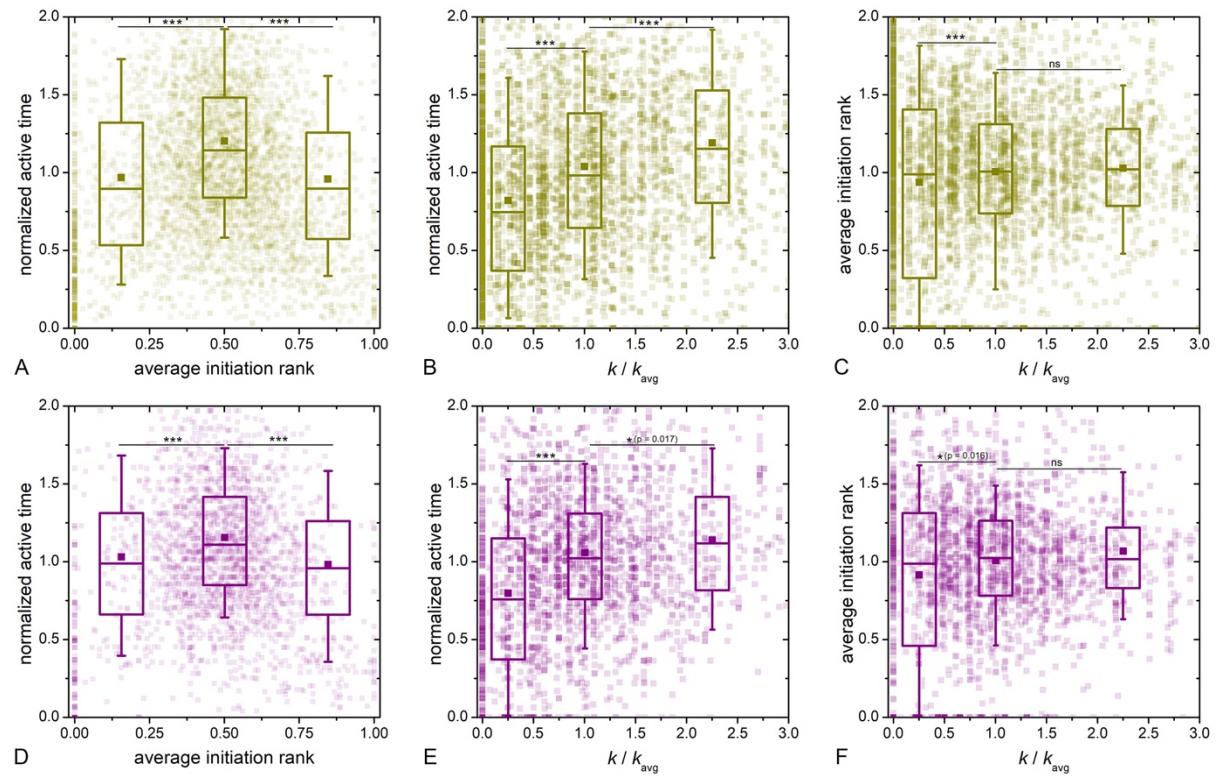 2.0
1.5
1.0
0.5
0.0
normalized active time
***
***
0.00 0.25 0.50 0.75 1.00
average initiation rank
A
2.0
1.5
1.0
0.5
0.0
normalized active time
***
***
0.0 0.5 1.0 1.5 2.0 2.5 3.0
k / kavg
B
2.0
1.5
1.0
0.5
0.0
average initiation rank
***
ns
0.0 0.5 1.0 1.5 2.0 2.5 3.0
k / kavg
C
2.0
1.5
1.0
0.5
0.0
normalized active time
***
***
0.00 0.25 0.50 0.75 1.00
average initiation rank
D
2.0
1.5
1.0
0.5
0.0
normalized active time
***
*(p = 0.017)
0.0 0.5 1.0 1.5 2.0 2.5 3.0
k / kavg
E
2.0
1.5
1.0
0.5
0.0
average initiation rank
*(p = 0.016)
ns
0.0 0.5 1.0 1.5 2.0 2.5 3.0
k / kavg
F